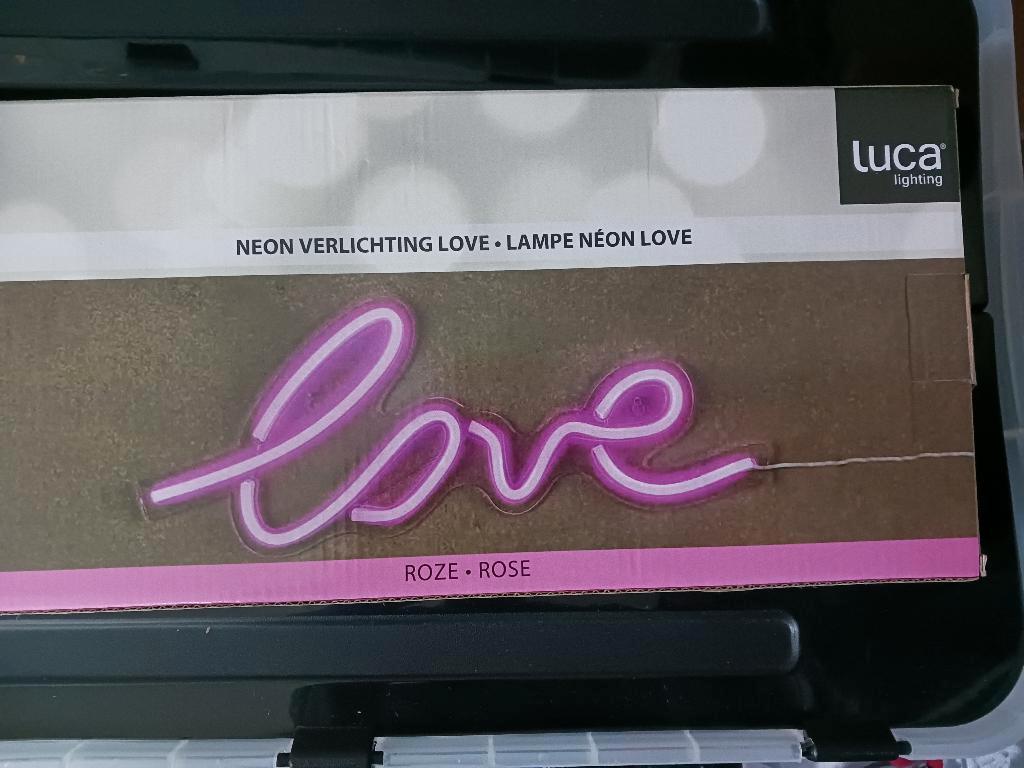 luca®
lighting
NEON VERLICHTING LOVE • LAMPE NÉON LOVE
love
ROZE • ROSE